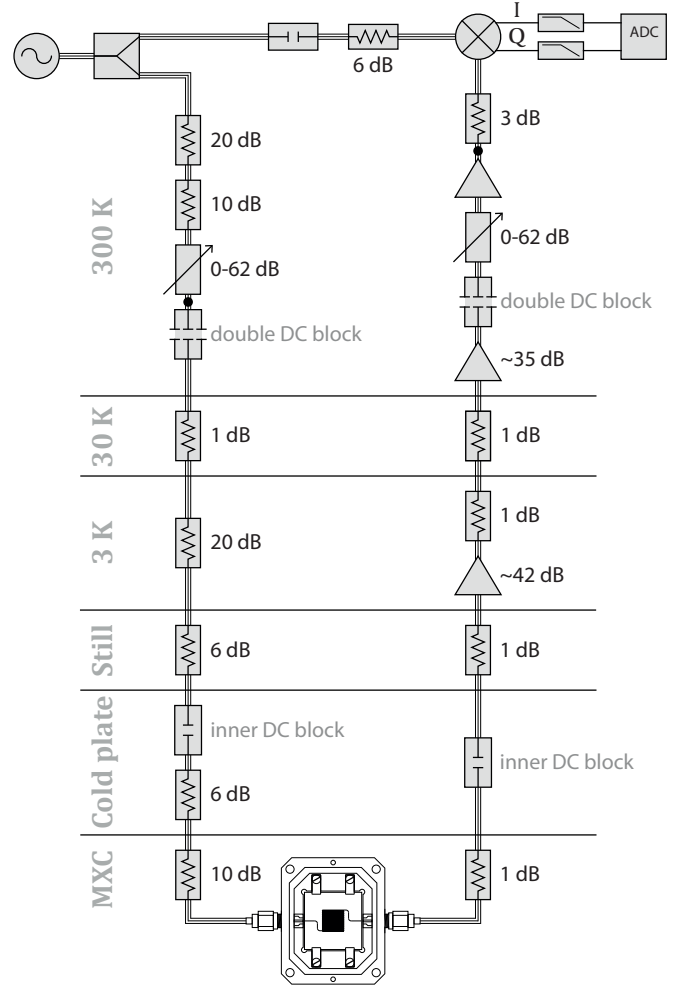 I
Q
ADC
6 dB
3 dB
20 dB
10 dB
0-62 dB
0-62 dB
double DC block
double DC block
~35 dB
300 K
1 dB
1 dB
30 K
1 dB
20 dB
~42 dB
3 K
6 dB
1 dB
Still
inner DC block
inner DC block
6 dB
Cold plate
10 dB
1 dB
MXC